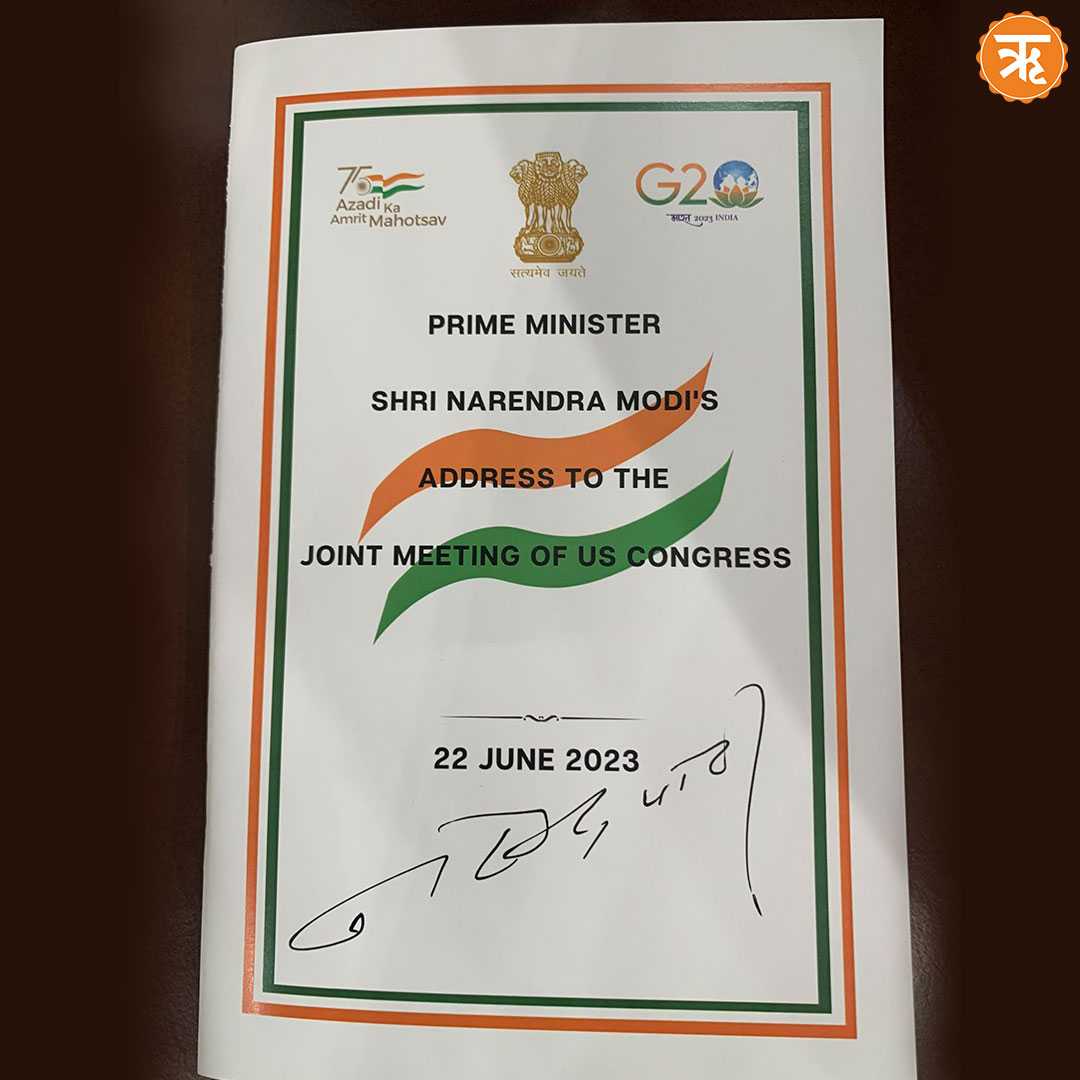 ऋ
75
Azadi Ka
Amrit Mahotsav
सत्यमेव जयते
G20
भारत 2023 INDIA
PRIME MINISTER
SHRI NARENDRA MODI'S
ADDRESS TO THE
JOINT MEETING OF US CONGRESS
22 JUNE 2023